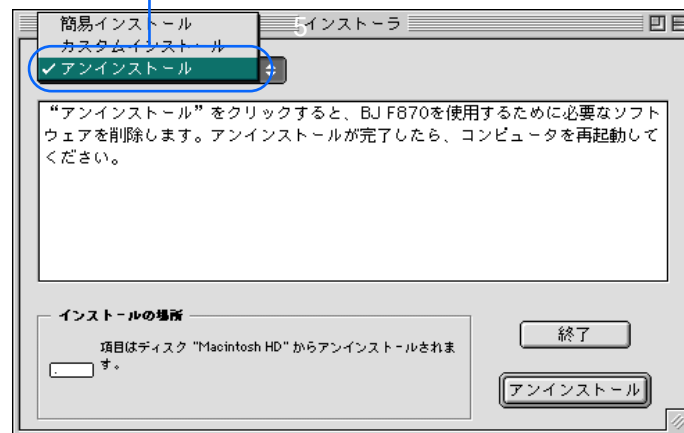 簡易インストール
5インストーラ
カスタムインストール
✓アンインストール
“アンインストール”をクリックすると、BJ F870を使用するために必要なソフト
ウェアを削除します。アンインストールが完了したら、コンピュータを再起動して
ください。
インストールの場所
項目はディスク "Macintosh HD" からアンインストールされま
す。
終了
アンインストール